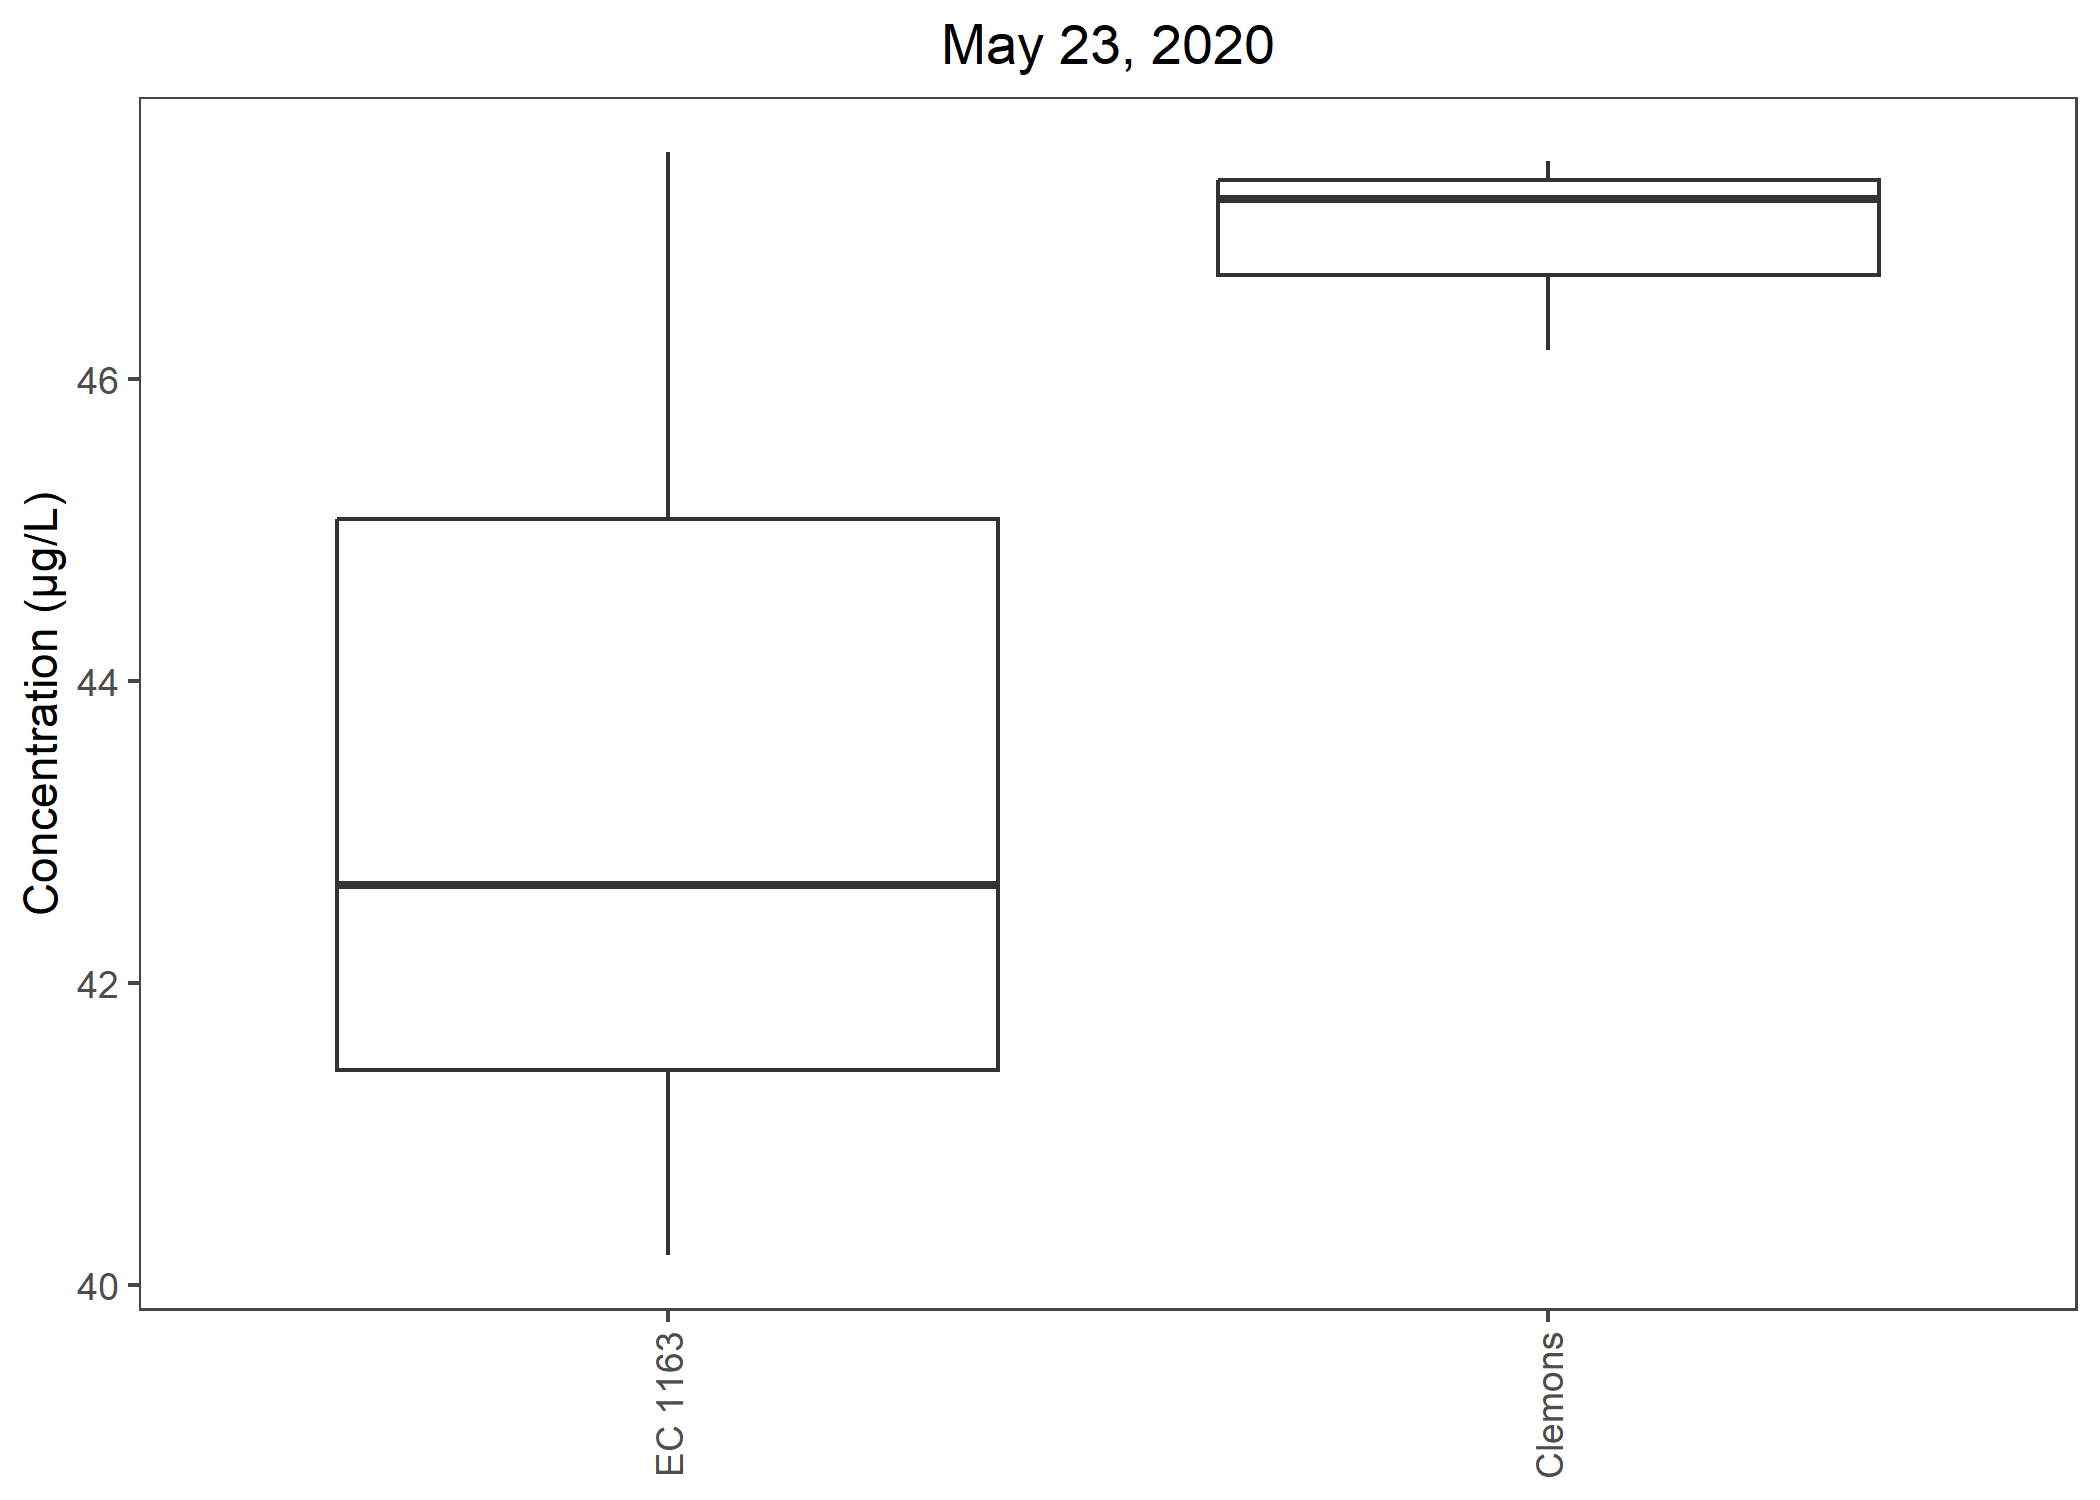 May 23, 2020
Concentration (µg/L)
46
44
42
40
EC 1163
Clemons